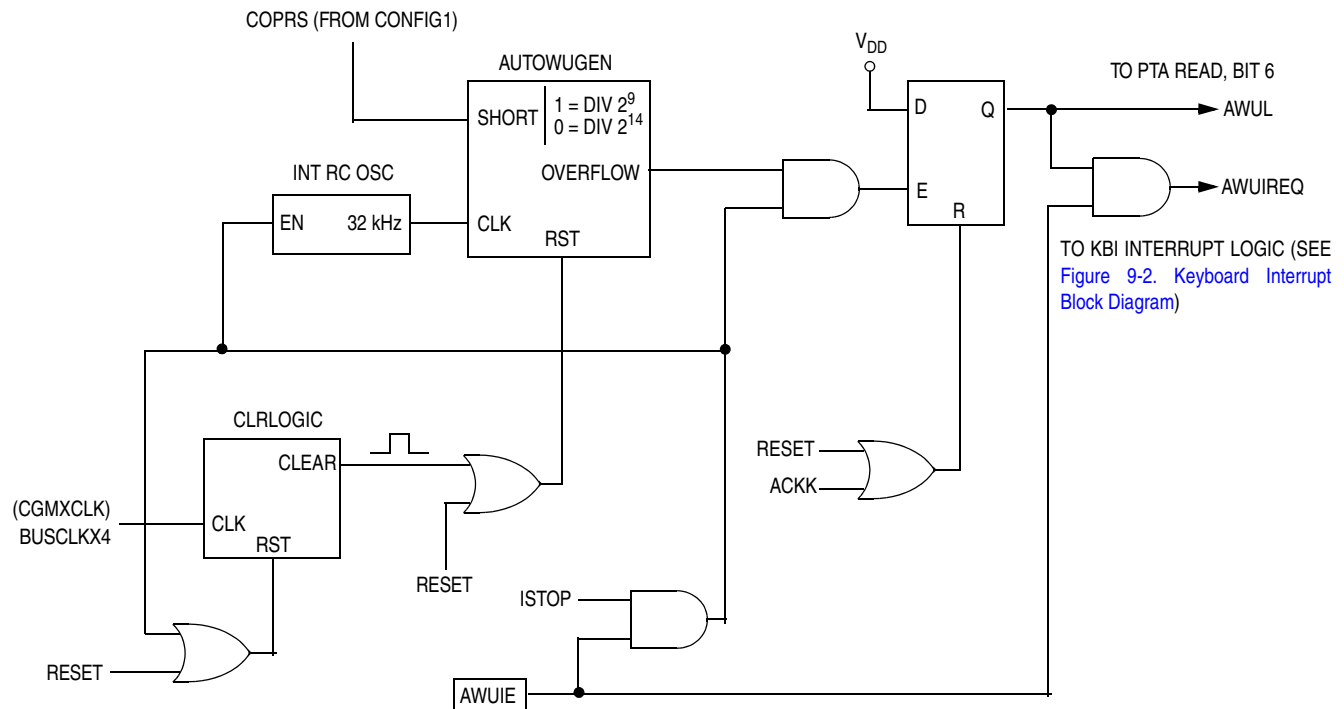 COPRS (FROM CONFIG1)
AUTOWUGEN
SHORT
1 = DIV 2^9
0 = DIV 2^14
OVERFLOW
CLK
RST
INT RC OSC
EN 32 kHz
V_DD
D Q
E
R
TO PTA READ, BIT 6
AWUL
AWUIREQ
TO KBI INTERRUPT LOGIC (SEE
Figure 9-2. Keyboard Interrupt
Block Diagram)
CLRLOGIC
CLEAR
(CGMXCLK)
BUSCLKX4
CLK
RST
RESET
RESET
ACKK
RESET
ISTOP
AWUIE